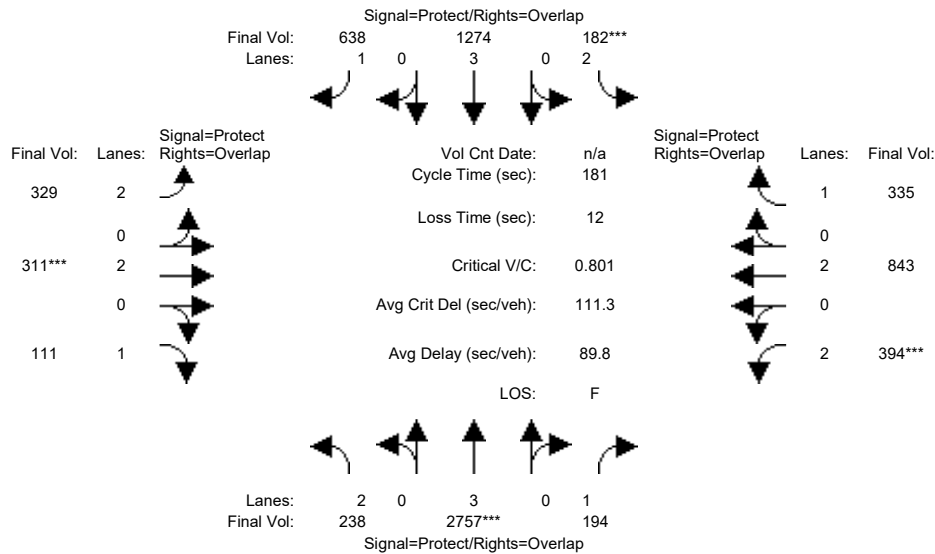 Signal=Protect/Rights=Overlap
Final Vol: 638 1274 182***
Lanes: 1 0 3 0 2
Signal=Protect
Final Vol: Lanes: Rights=Overlap
Vol Cnt Date: n/a
Signal=Protect
Rights=Overlap Lanes: Final Vol:
Cycle Time (sec): 181
329 2
1 335
Loss Time (sec): 12
0
0
311*** 2
Critical V/C: 0.801
2 843
0
Avg Crit Del (sec/veh): 111.3
0
111 1
Avg Delay (sec/veh): 89.8
2 394***
LOS: F
Lanes: 2 0 3 0 1
Final Vol: 238 2757*** 194
Signal=Protect/Rights=Overlap